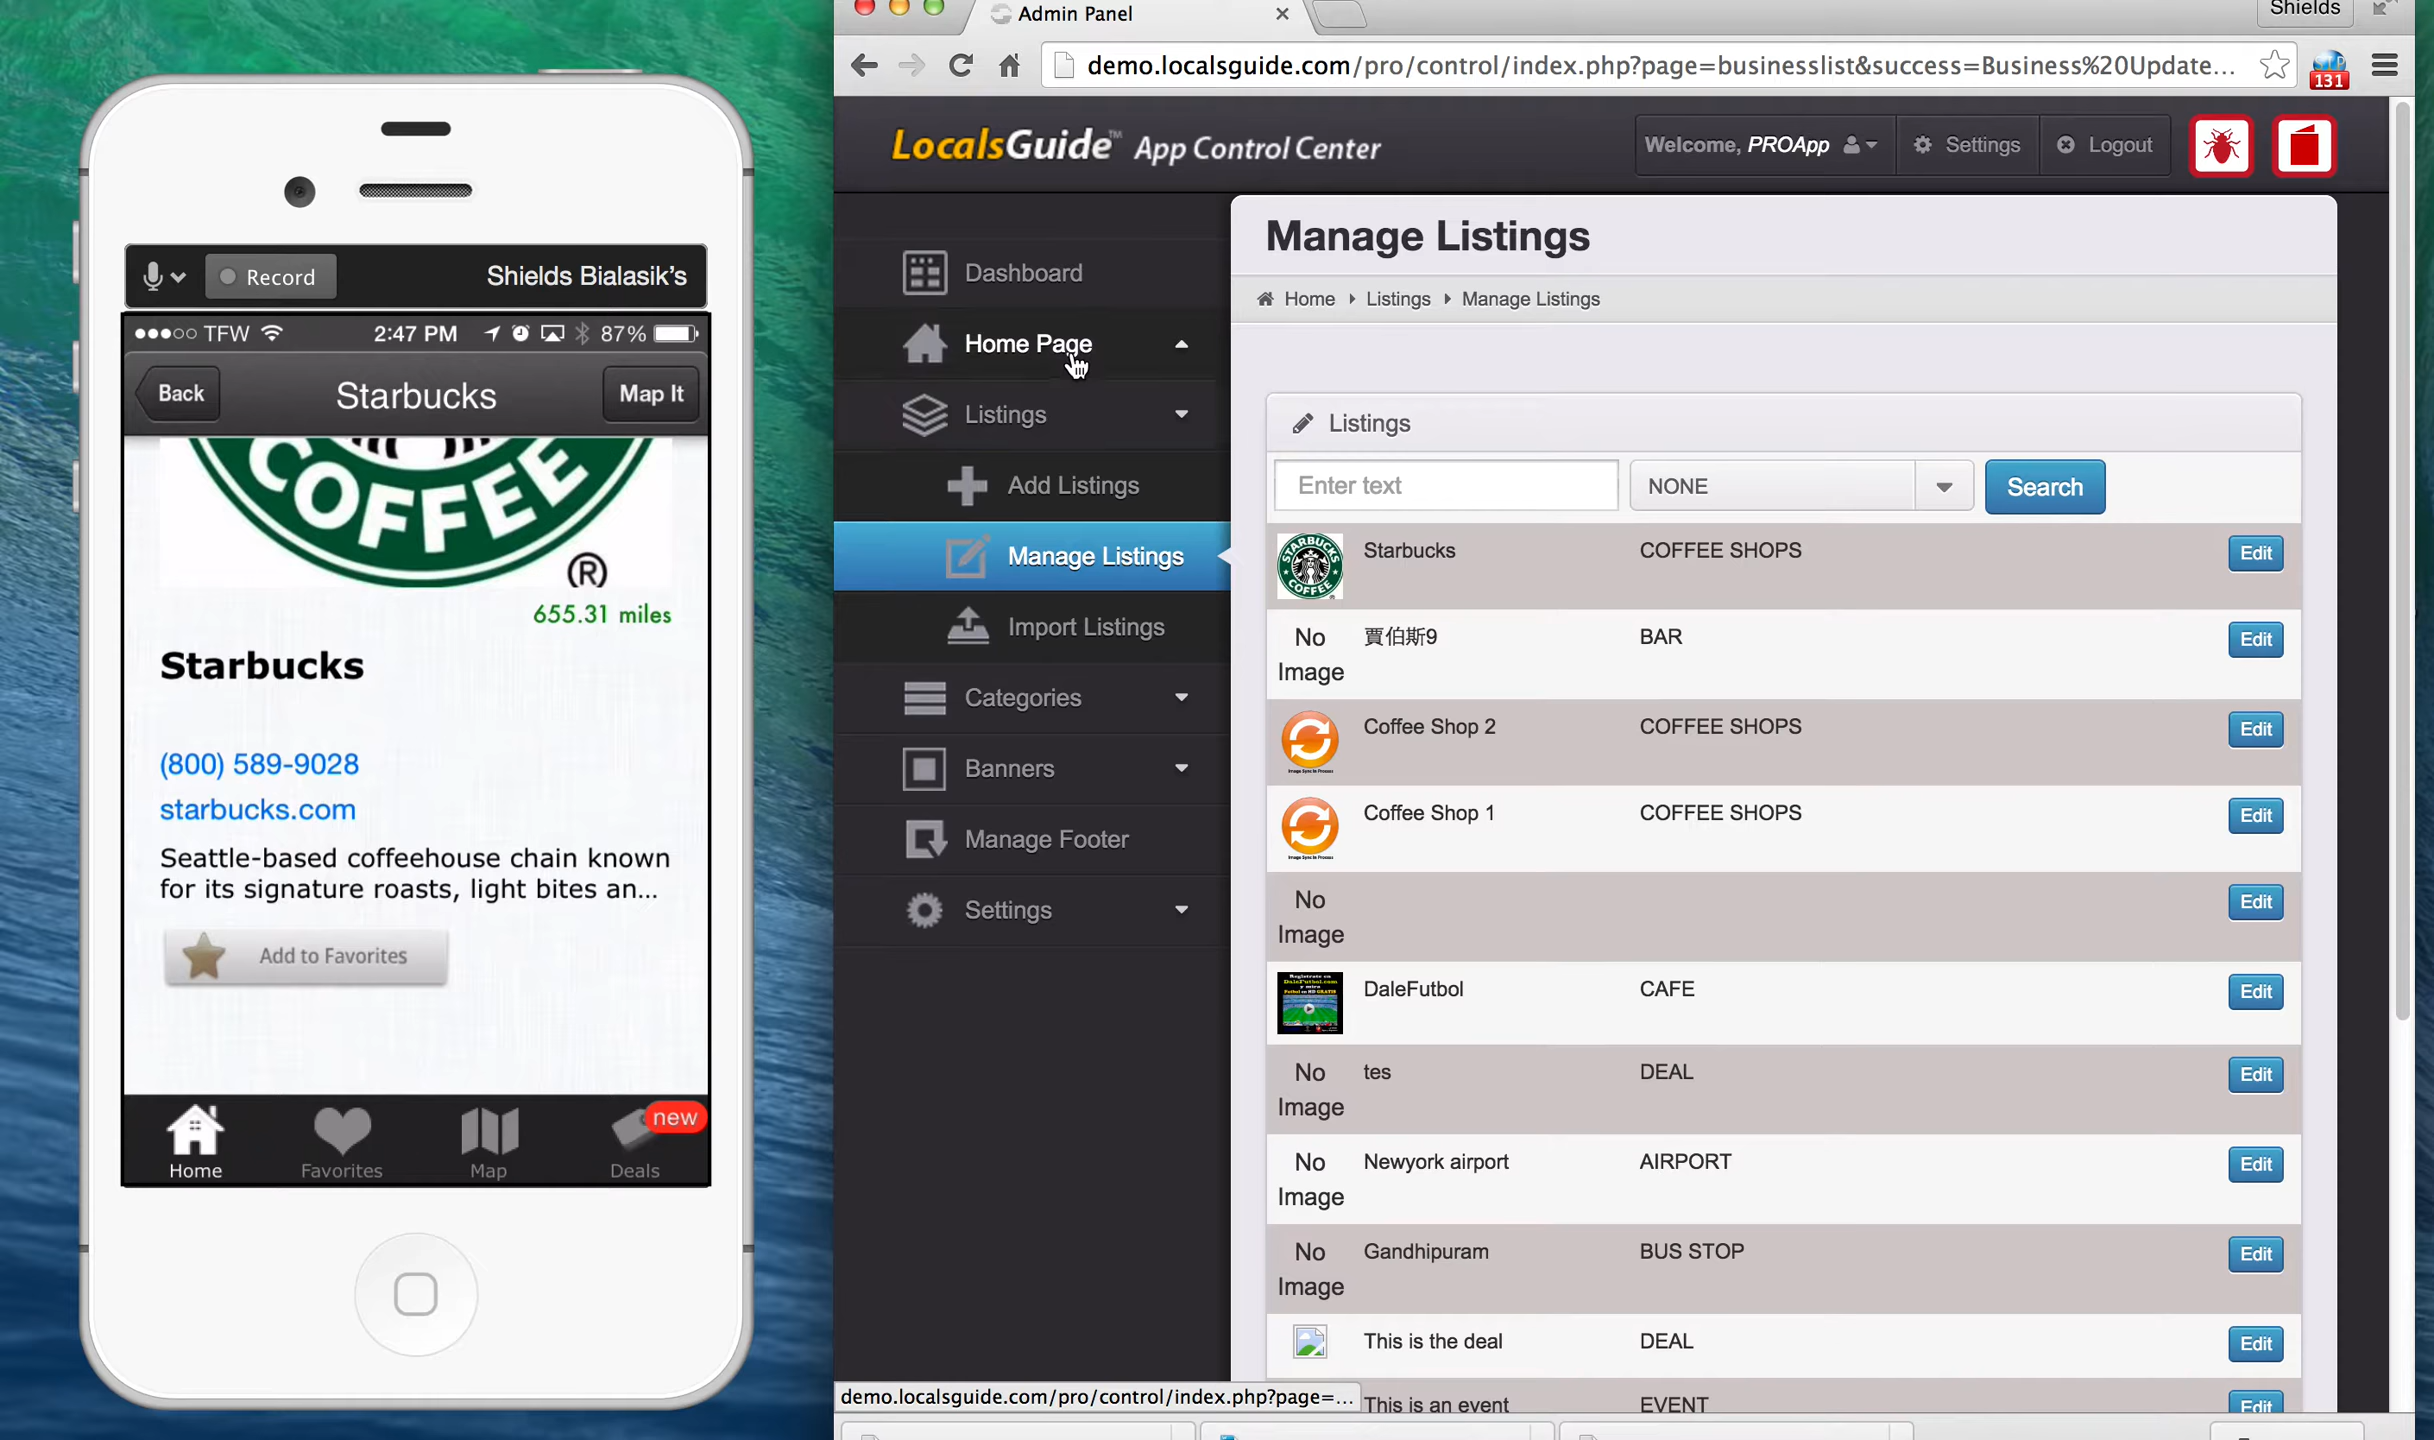 Record
Shields Bialasik's
TFW 2:47 PM 87%
Back Starbucks Map It
COFFEE
®
655.31 miles
Starbucks
(800) 589-9028
starbucks.com
Seattle-based coffeehouse chain known
for its signature roasts, light bites an...
Add to Favorites
new
Home Favorites Map Deals
Admin Panel
Shields
demo.localsguide.com/pro/control/index.php?page=businesslist&success=Business%20Update...
131
LocalsGuide™ App Control Center
Welcome, PROApp Settings Logout
Dashboard
Home Page
Listings
Add Listings
Manage Listings
Import Listings
Categories
Banners
Manage Footer
Settings
Manage Listings
Home Listings Manage Listings
Listings
Enter text NONE Search
STARBUCKS COFFEE Starbucks COFFEE SHOPS Edit
No Image 賈伯斯9 BAR Edit
Coffee Shop 2 COFFEE SHOPS Edit
Coffee Shop 1 COFFEE SHOPS Edit
No Image Edit
DaleFutbol CAFE Edit
No Image tes DEAL Edit
No Image Newyork airport AIRPORT Edit
No Image Gandhipuram BUS STOP Edit
This is the deal DEAL Edit
This is an event EVENT Edit
demo.localsguide.com/pro/control/index.php?page=...